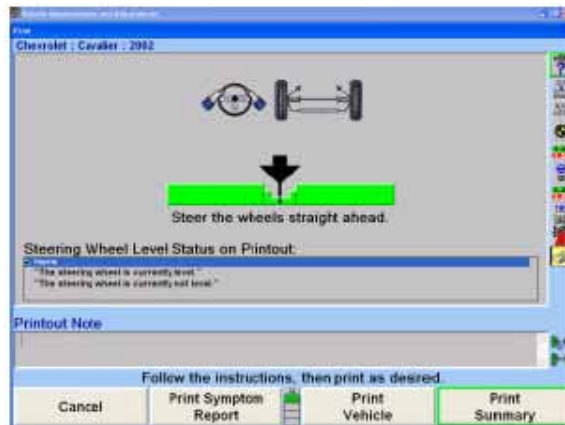 Print
Chevrolet : Cavalier : 2002
Steer the wheels straight ahead.
Steering Wheel Level Status on Printout:
None
"The steering wheel is currently level."
"The steering wheel is currently not level."
Printout Note
Follow the instructions, then print as desired.
Cancel
Print Symptom
Report
Print
Vehicle
Print
Summary